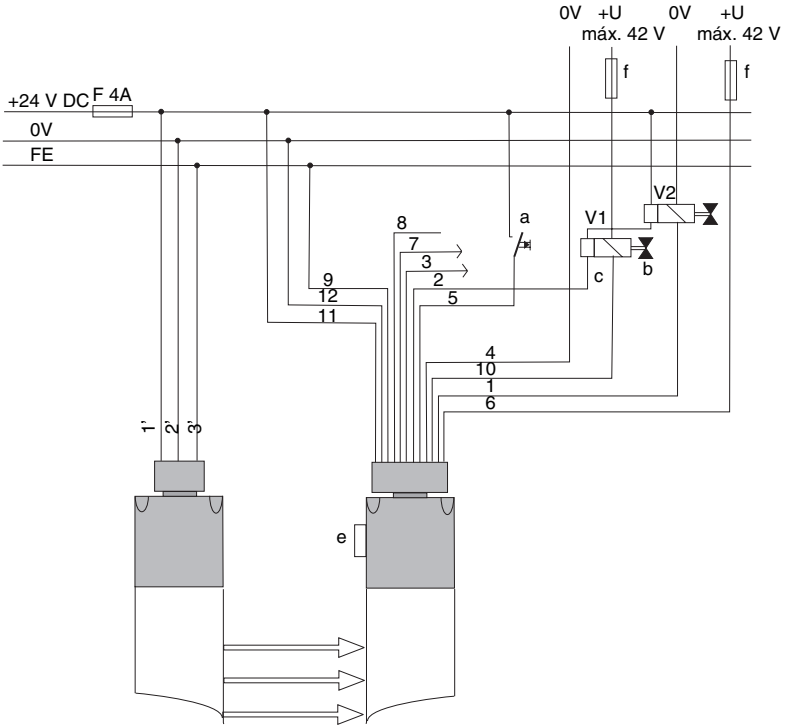 0V +U 0V +U
máx. 42 V máx. 42 V
f f
+24 V DC F 4A
0V
FE
V2
a V1
8
7
3
9 2 c b
12 5
11
4
10
1
6
1' 2' 3'
e